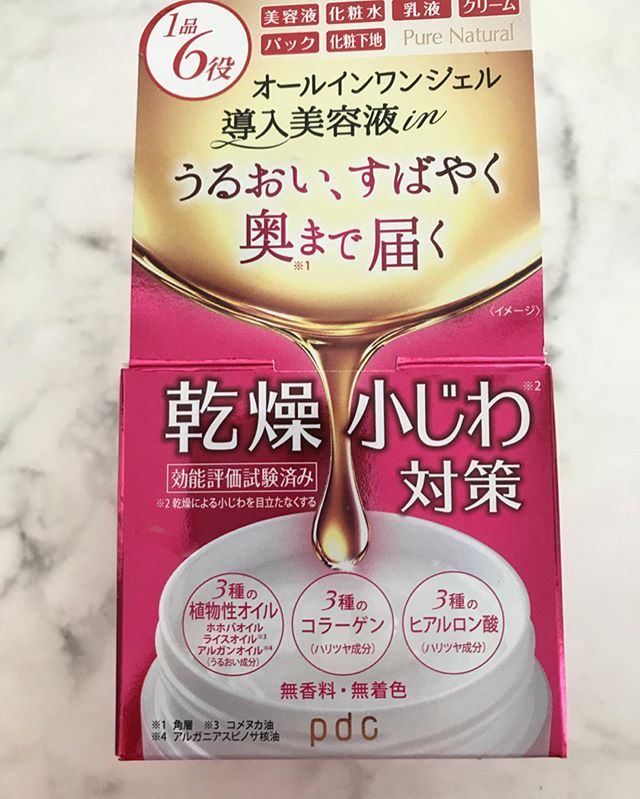 1品
6役
美容液 化粧水 乳液 クリーム
パック 化粧下地 Pure Natural
オールインワンジェル
導入美容液in
うるおい、すばやく
奥まで届く
※1
〈イメージ〉
乾燥 小じわ※2
対策
効能評価試験済み
※2 乾燥による小じわを目立たなくする
3種の
植物性オイル
ホホバオイル
ライスオイル※3
アルガンオイル※4
(うるおい成分)
3種の
コラーゲン
(ハリツヤ成分)
3種の
ヒアルロン酸
(ハリツヤ成分)
無香料・無着色
※1 角層 ※3 コメヌカ油
※4 アルガニアスピノサ核油
pdc